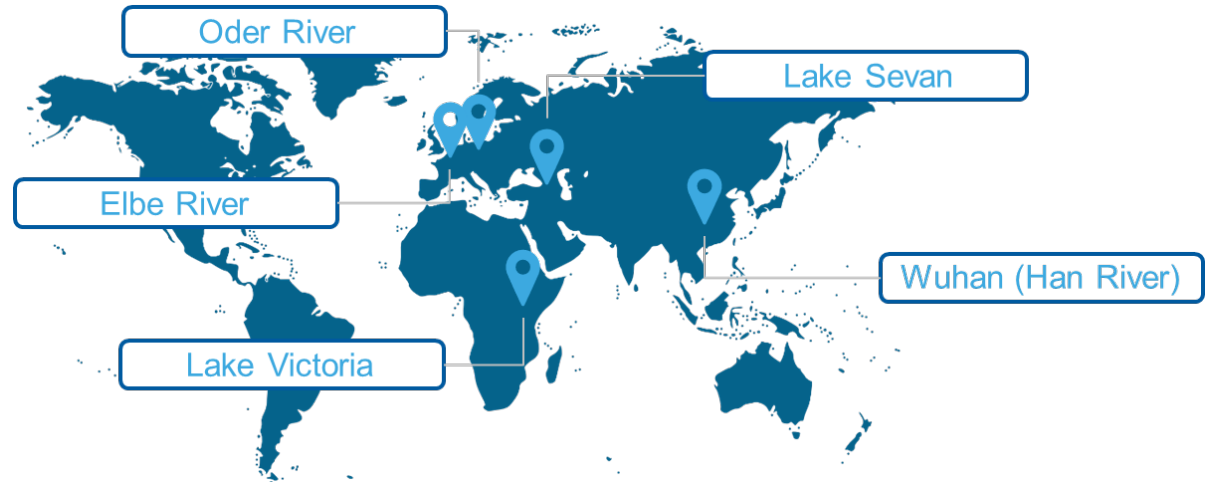 Oder River
Lake Sevan
Elbe River
Wuhan (Han River)
Lake Victoria